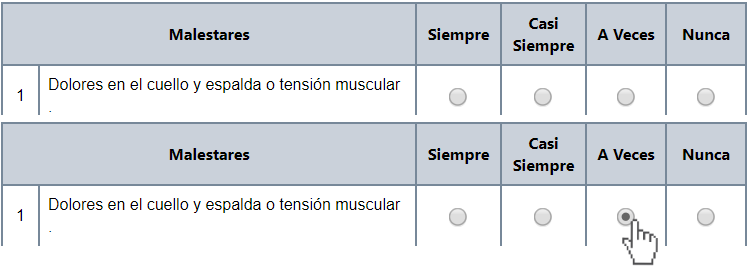 Malestares Siempre Casi Siempre A Veces Nunca
1 Dolores en el cuello y espalda o tensión muscular
.
Malestares Siempre Casi Siempre A Veces Nunca
1 Dolores en el cuello y espalda o tensión muscular
.